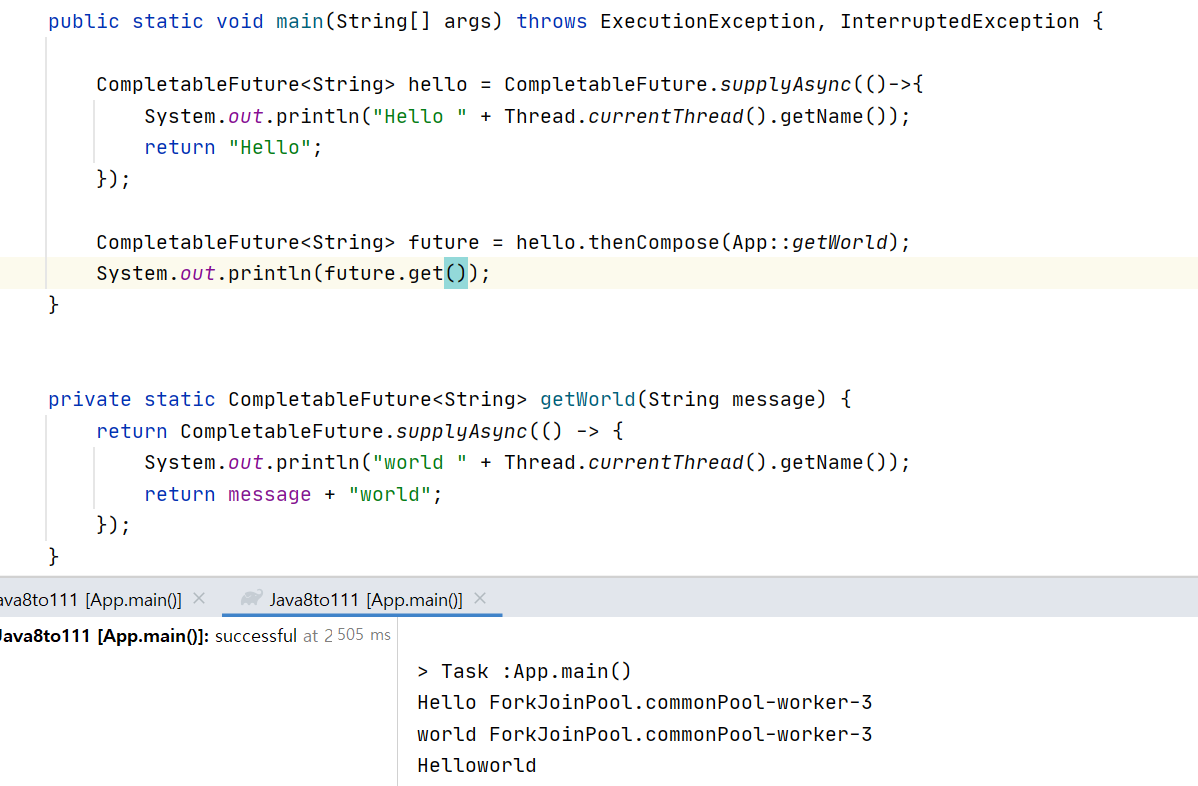 public static void main(String[] args) throws ExecutionException, InterruptedException {
CompletableFuture<String> hello = CompletableFuture.supplyAsync(()->{
System.out.println("Hello " + Thread.currentThread().getName());
return "Hello";
});
CompletableFuture<String> future = hello.thenCompose(App::getWorld);
System.out.println(future.get());
}
private static CompletableFuture<String> getWorld(String message) {
return CompletableFuture.supplyAsync(() -> {
System.out.println("world " + Thread.currentThread().getName());
return message + "world";
});
}
ava8to111 [App.main()] × Java8to111 [App.main()] ×
Java8to111 [App.main()]: successful at 2 505 ms
> Task :App.main()
Hello ForkJoinPool.commonPool-worker-3
world ForkJoinPool.commonPool-worker-3
Helloworld